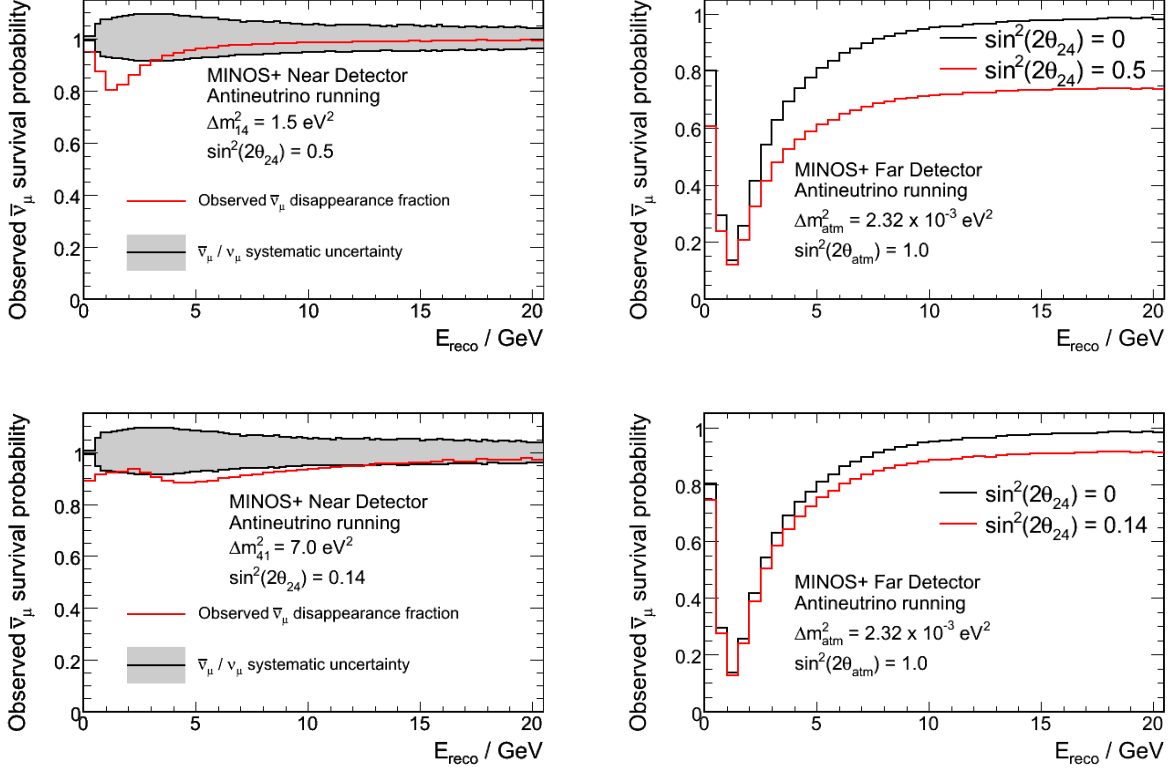 Observed ν̅μ survival probability
1
0.8
0.6
0.4
0.2
0
MINOS+ Near Detector
Antineutrino running
Δm²₁₄ = 1.5 eV²
sin²(2θ₂₄) = 0.5
Observed ν̅μ disappearance fraction
ν̅μ / νμ systematic uncertainty
0 5 10 15 20
E_reco / GeV
Observed ν̅μ survival probability
1
0.8
0.6
0.4
0.2
0
sin²(2θ₂₄) = 0
sin²(2θ₂₄) = 0.5
MINOS+ Far Detector
Antineutrino running
Δm²_atm = 2.32 x 10⁻³ eV²
sin²(2θ_atm) = 1.0
0 5 10 15 20
E_reco / GeV
Observed ν̅μ survival probability
1
0.8
0.6
0.4
0.2
0
MINOS+ Near Detector
Antineutrino running
Δm²₄₁ = 7.0 eV²
sin²(2θ₂₄) = 0.14
Observed ν̅μ disappearance fraction
ν̅μ / νμ systematic uncertainty
0 5 10 15 20
E_reco / GeV
Observed ν̅μ survival probability
1
0.8
0.6
0.4
0.2
0
sin²(2θ₂₄) = 0
sin²(2θ₂₄) = 0.14
MINOS+ Far Detector
Antineutrino running
Δm²_atm = 2.32 x 10⁻³ eV²
sin²(2θ_atm) = 1.0
0 5 10 15 20
E_reco / GeV